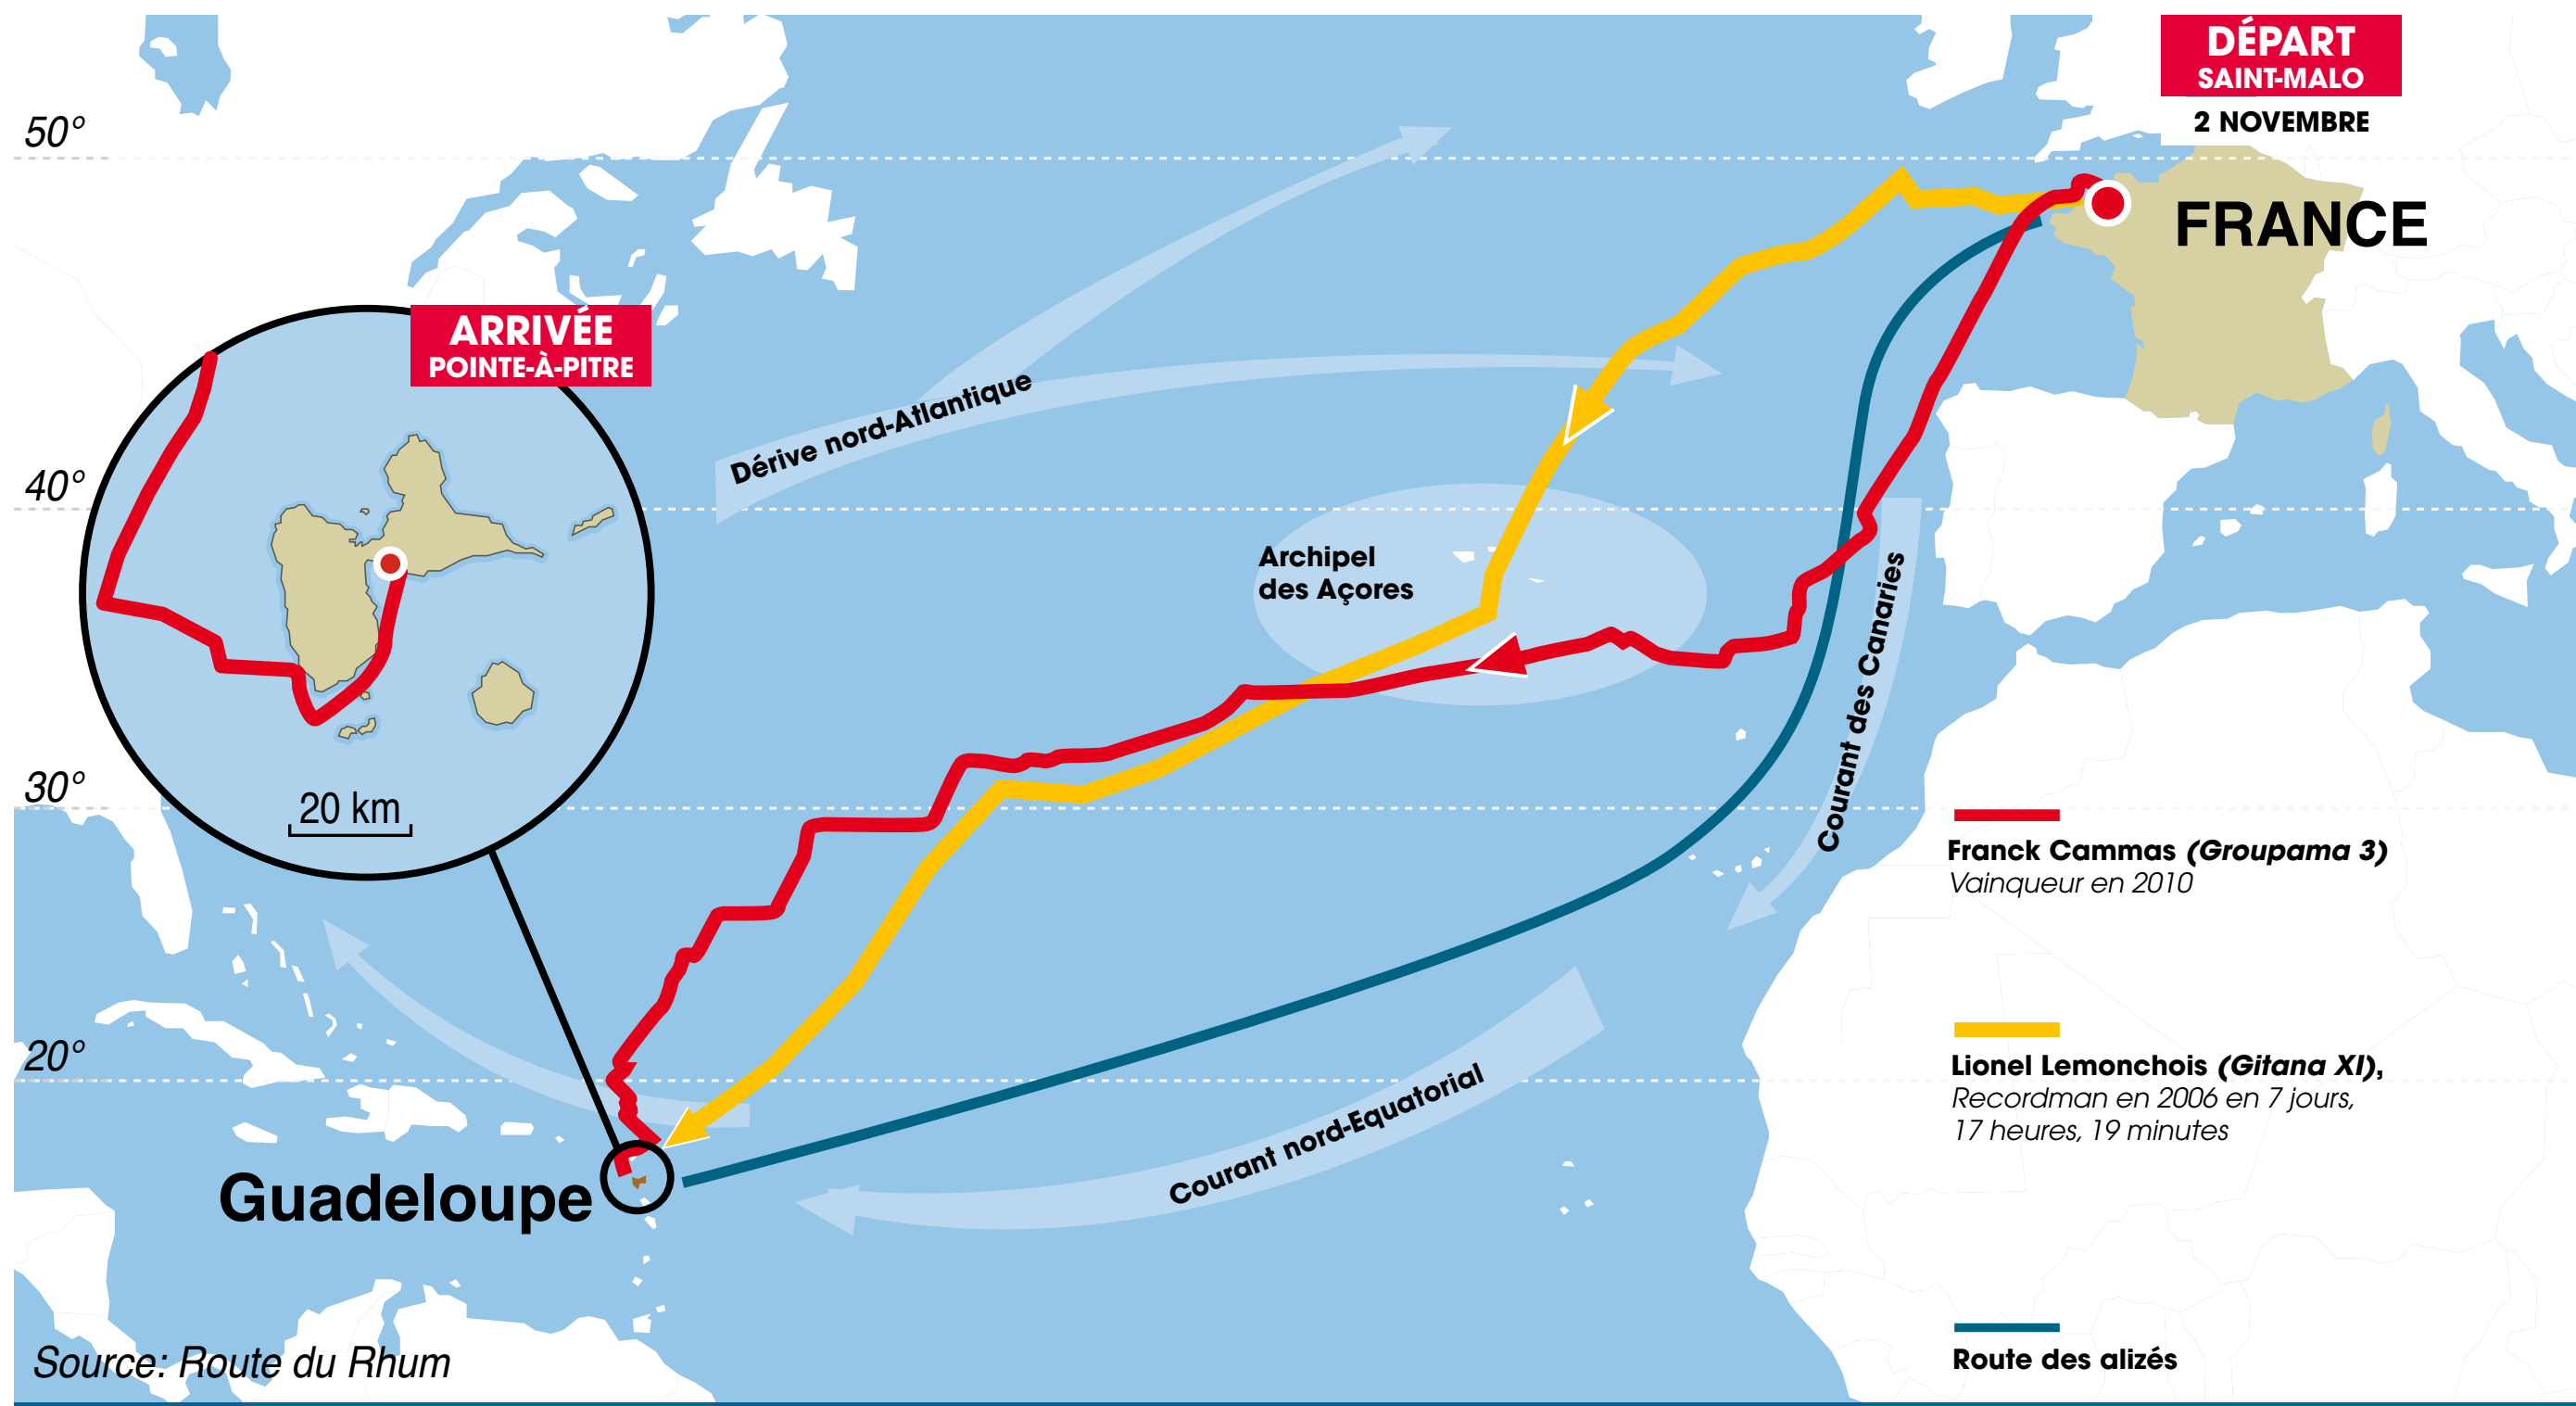 DÉPART
SAINT-MALO
2 NOVEMBRE
50°
FRANCE
ARRIVÉE
POINTE-À-PITRE
Dérive nord-Atlantique
40°
Archipel
des Açores
Courant des Canaries
30°
20 km
Franck Cammas (Groupama 3)
Vainqueur en 2010
20°
Lionel Lemonchois (Gitana XI),
Recordman en 2006 en 7 jours,
17 heures, 19 minutes
Courant nord-Equatorial
Guadeloupe
Source: Route du Rhum
Route des alizés